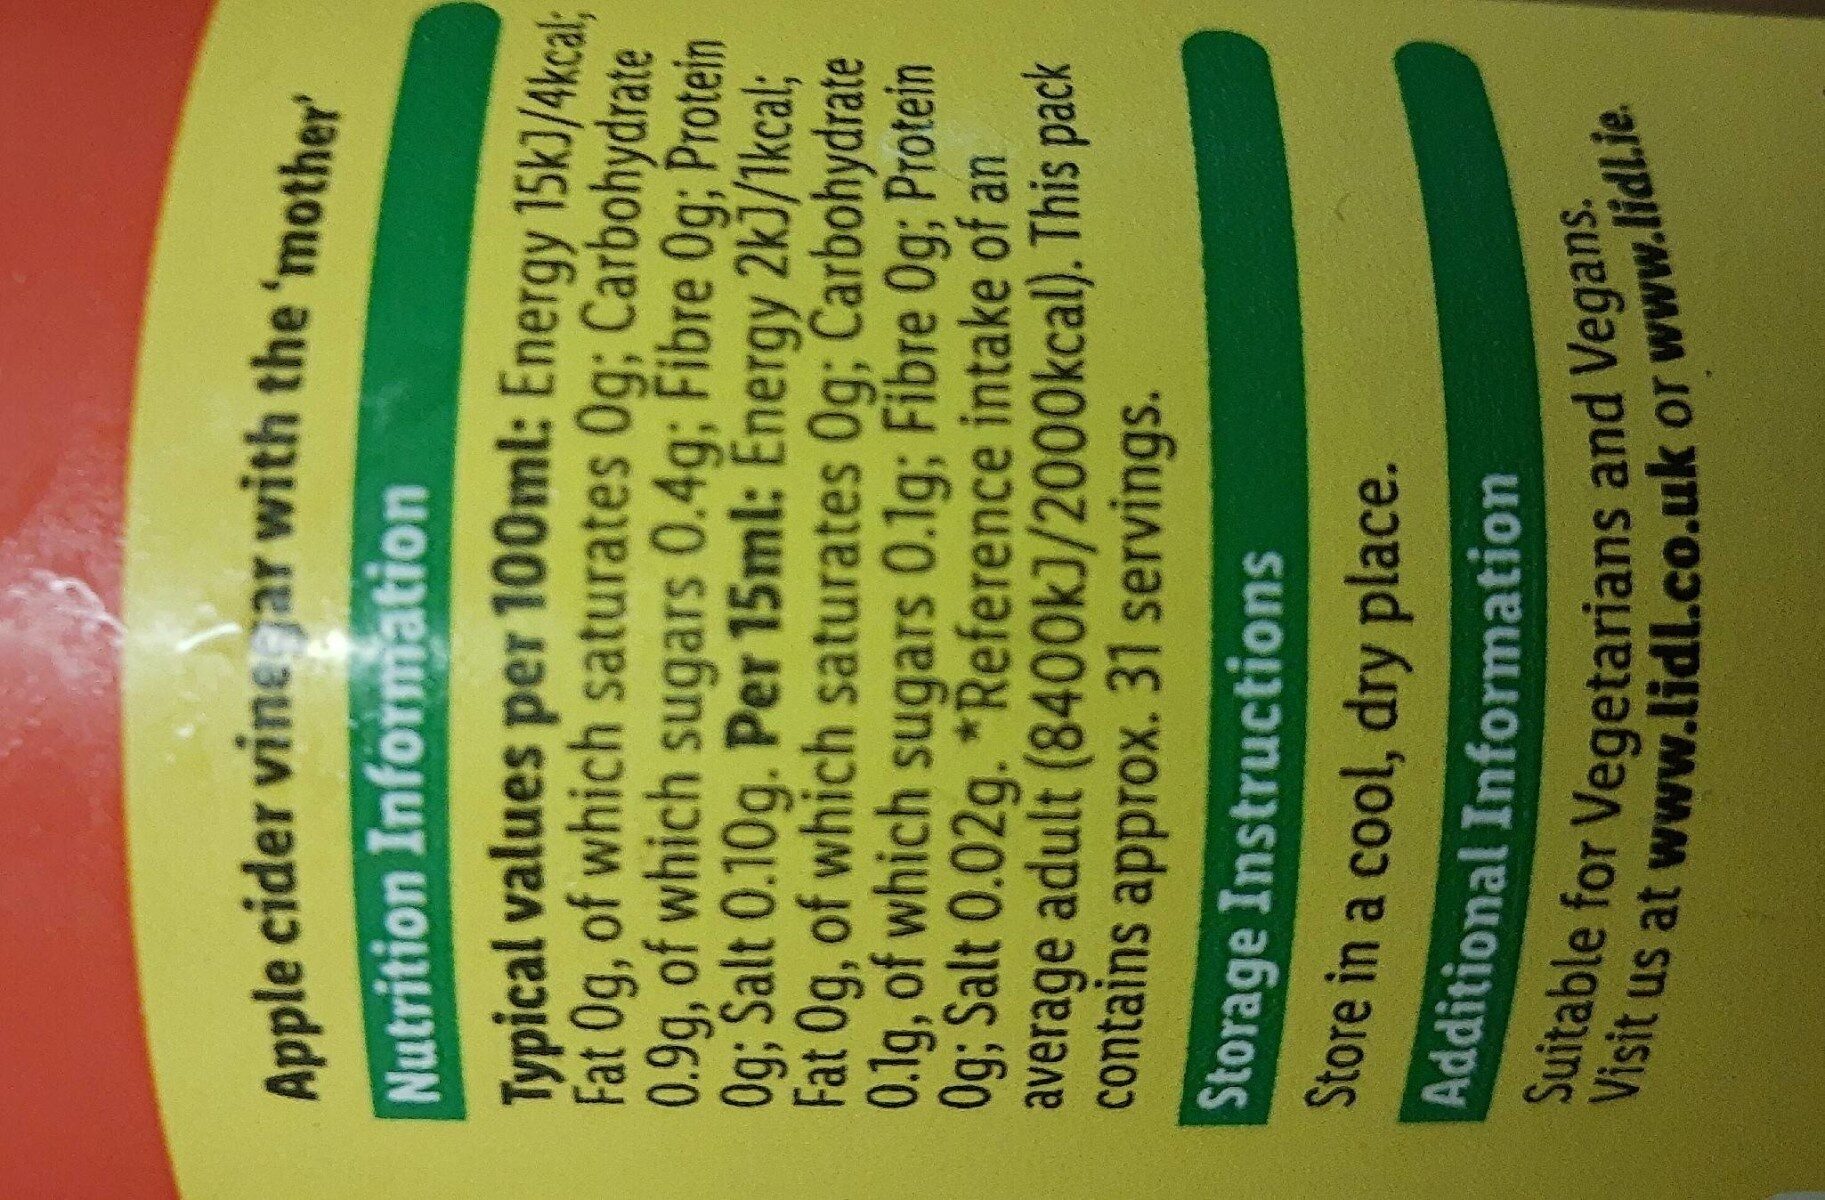 Apple cider vinegar with the 'mother'
Nutrition Information
Typical values per 100ml: Energy 15kJ/4kcal;
Fat 0g, of which saturates 0g; Carbohydrate
0.9g, of which sugars 0.4g; Fibre 0g; Protein
0g; Salt 0.10g. Per 15ml: Energy 2kJ/1kcal;
Fat 0g, of which saturates 0g; Carbohydrate
0.1g, of which sugars 0.1g; Fibre 0g; Protein
0g; Salt 0.02g. *Reference intake of an
average adult (8400kJ/2000kcal). This pack
contains approx. 31 servings.
Storage Instructions
Store in a cool, dry place.
Additional Information
Suitable for Vegetarians and Vegans.
Visit us at www.lidl.co.uk or www.lidl.ie.